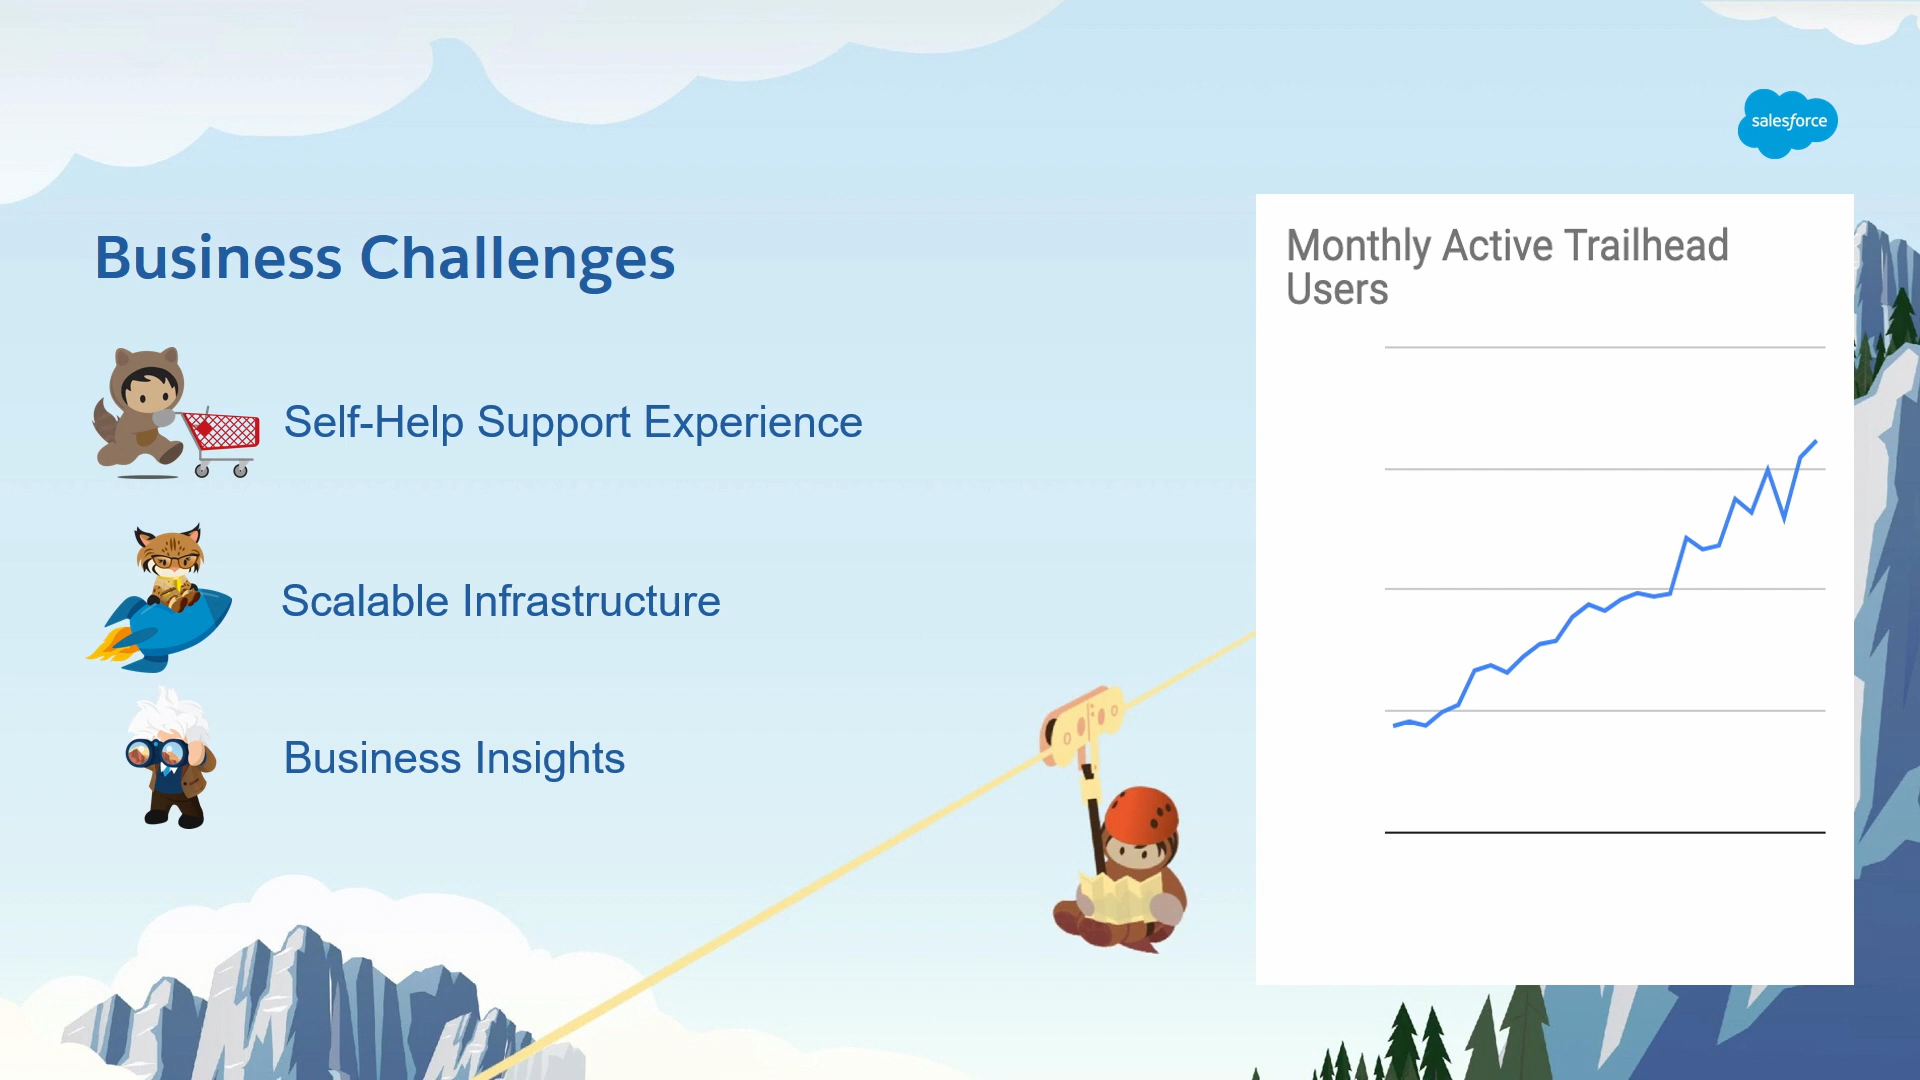 salesforce
Business Challenges
Self-Help Support Experience
Scalable Infrastructure
Business Insights
Monthly Active Trailhead
Users